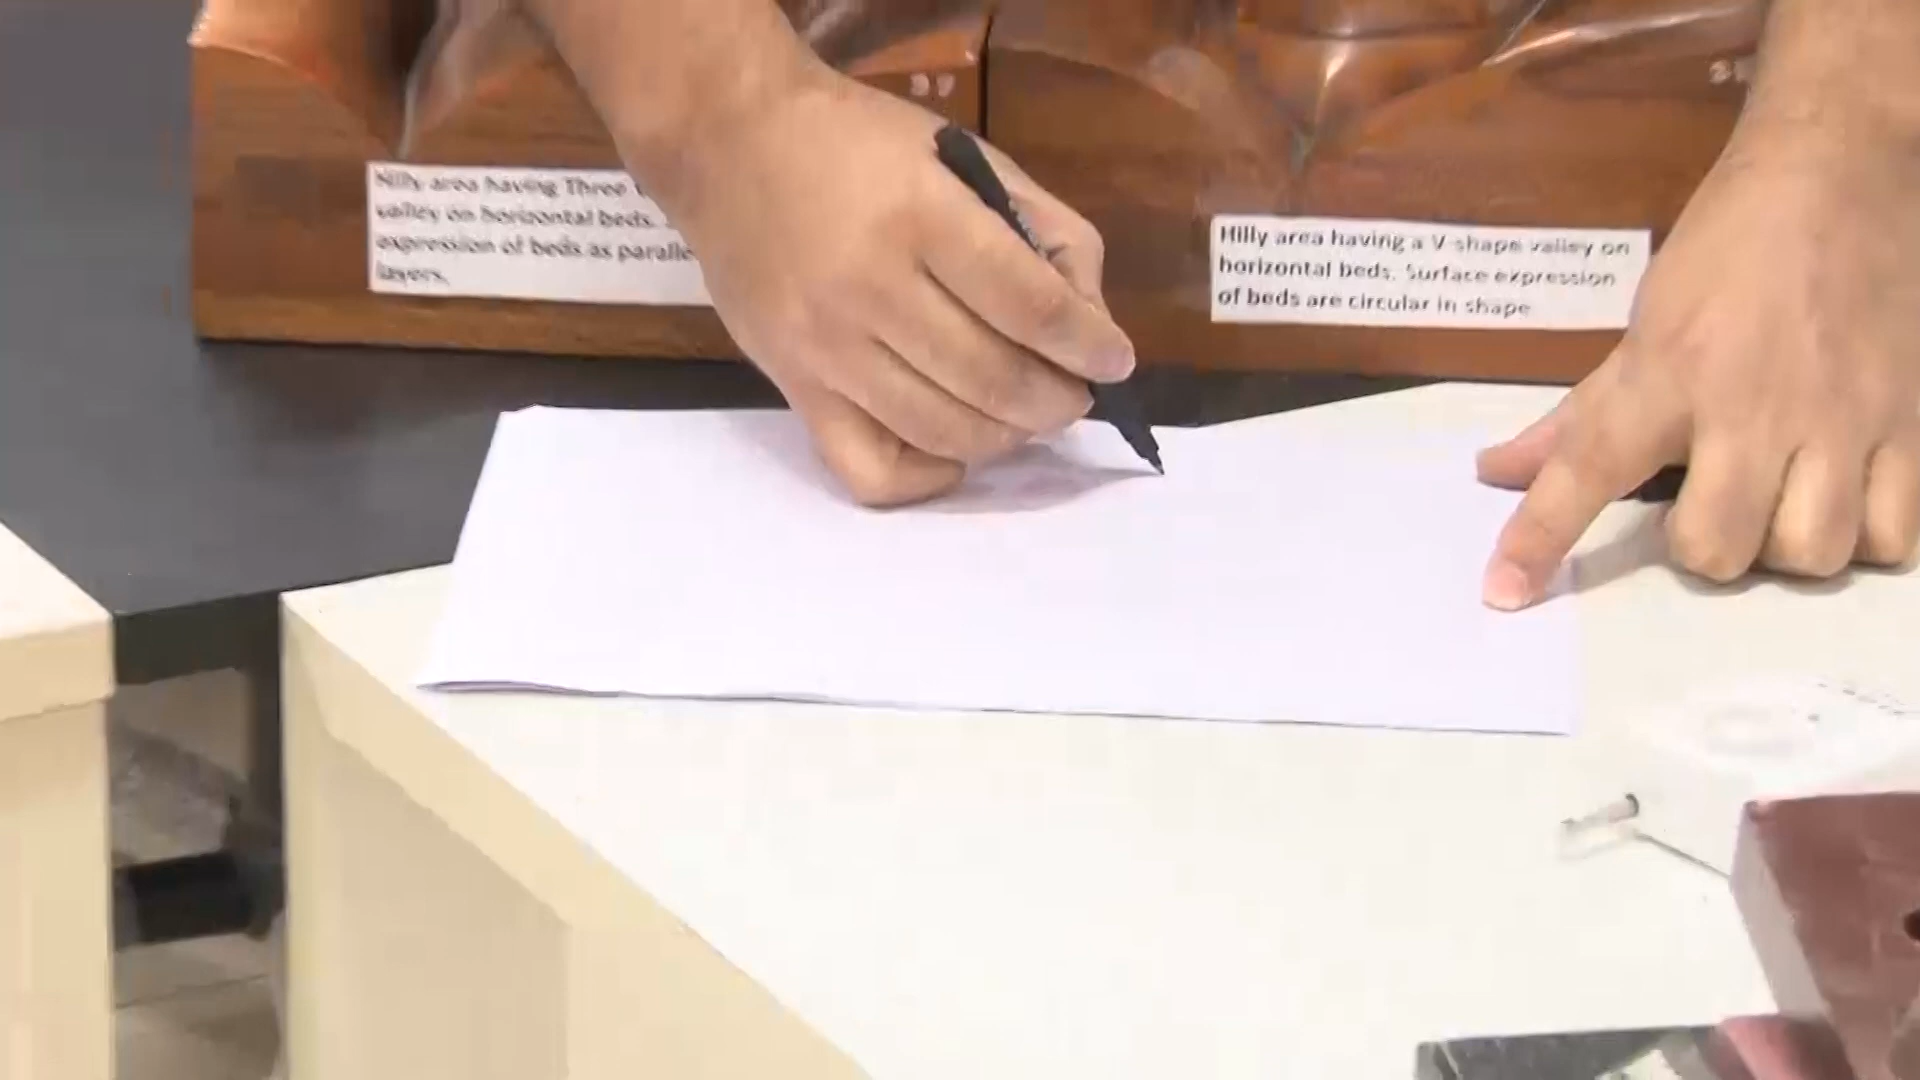 37
Hilly area having Three
valley on horizontal beds.
expression of beds as paralle
layers.
Hilly area having a V-shape valley on
horizontal beds. Surface expression
of beds are circular in shape